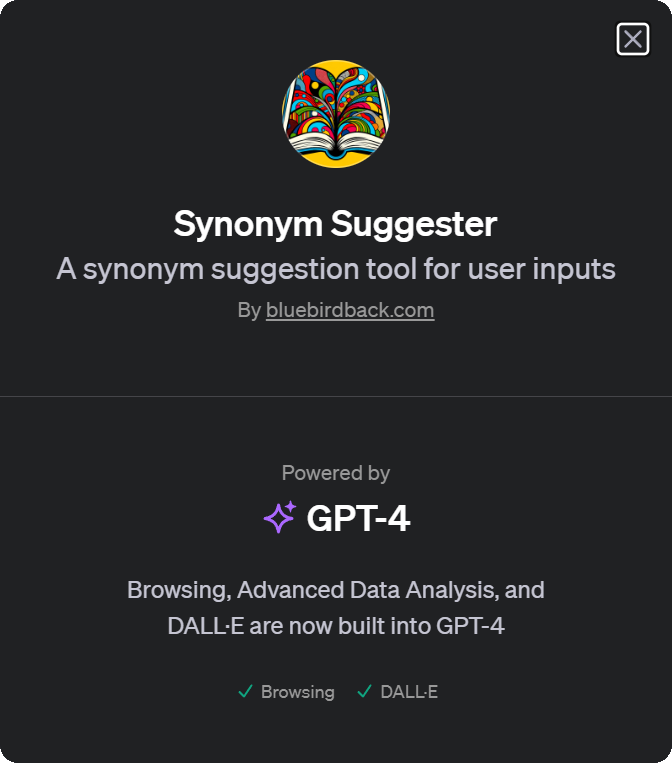 Synonym Suggester
A synonym suggestion tool for user inputs
By bluebirdback.com
Powered by
GPT-4
Browsing, Advanced Data Analysis, and
DALL·E are now built into GPT-4
Browsing DALL·E